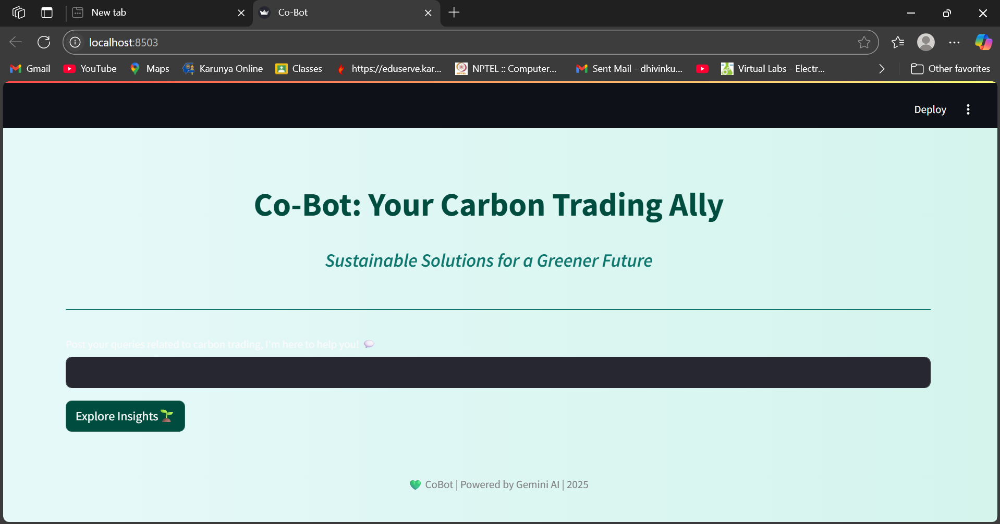 New tab
Co-Bot
localhost:8503
Gmail YouTube Maps Karunya Online Classes https://eduserve.kar... NPTEL :: Computer... Sent Mail - dhivinku... Virtual Labs - Electr... Other favorites
Deploy
Co-Bot: Your Carbon Trading Ally
Sustainable Solutions for a Greener Future
Post your queries related to carbon trading, I'm here to help you! 💬
Explore Insights🌱
💚 CoBot | Powered by Gemini AI | 2025